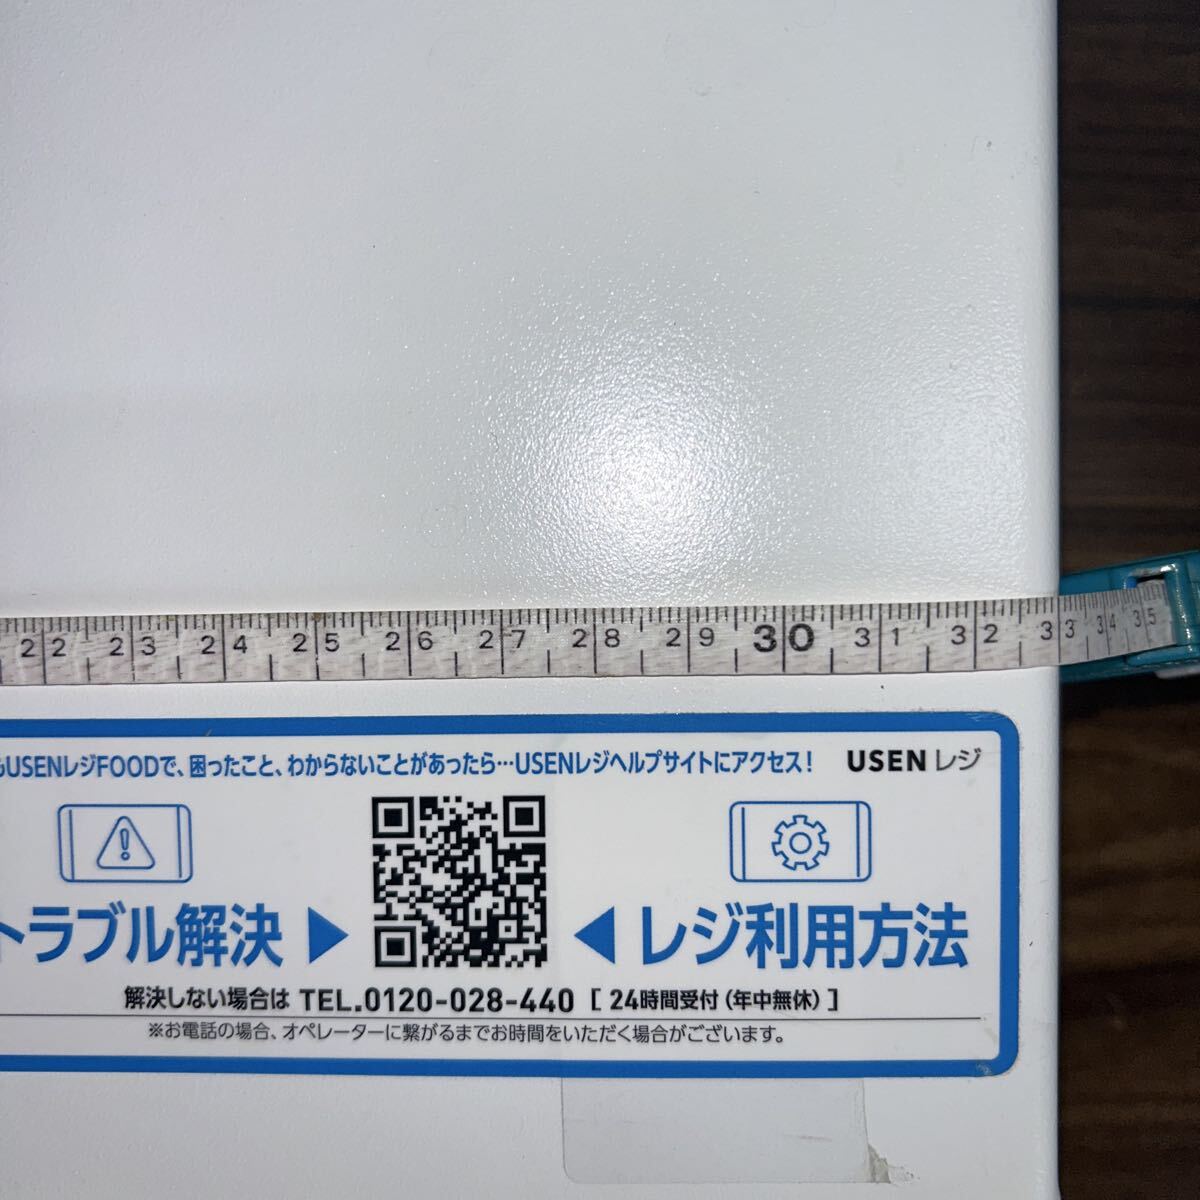 22 23 24 25 26 27 28 29 30 31 32 33 34 35
USENレジFOODで、困ったこと、わからないことがあったら…USENレジヘルプサイトにアクセス！ USEN レジ
トラブル解決 ▶ ◀ レジ利用方法
解決しない場合は TEL.0120-028-440 [ 24時間受付（年中無休）]
※お電話の場合、オペレーターに繋がるまでお時間をいただく場合がございます。